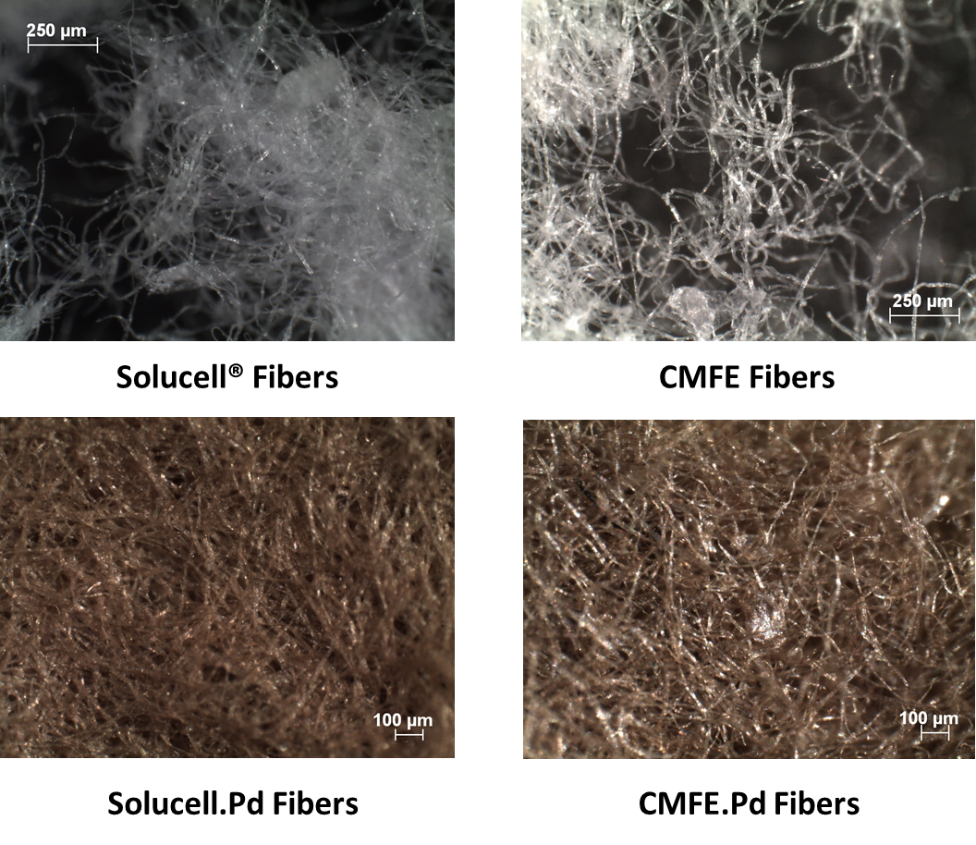 250 µm
250 µm
Solucell® Fibers
CMFE Fibers
100 µm
100 µm
Solucell.Pd Fibers
CMFE.Pd Fibers